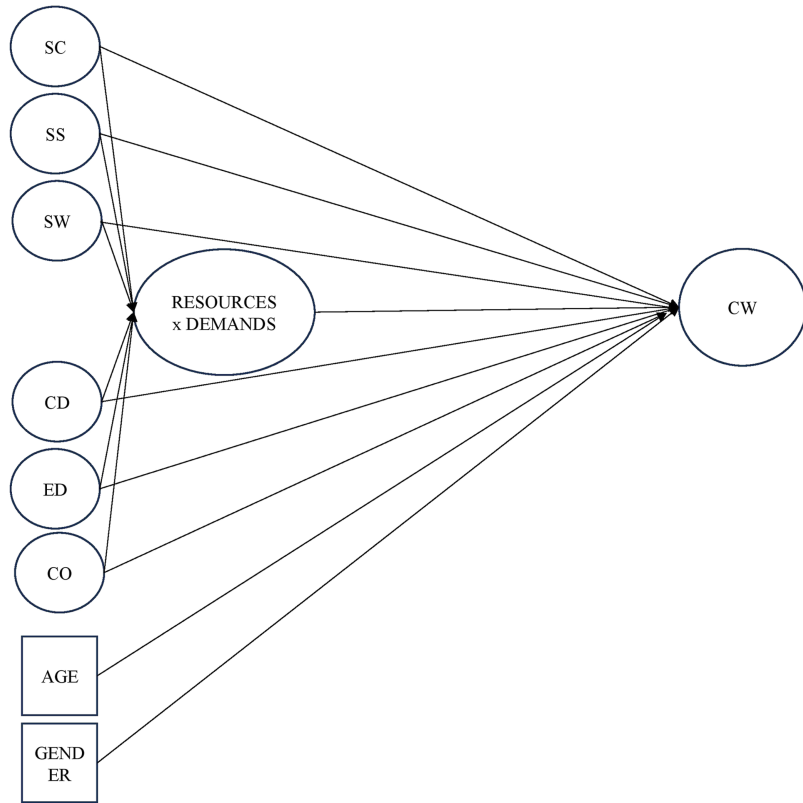 SC
SS
SW
RESOURCES
x DEMANDS
CW
CD
ED
CO
AGE
GEND
ER